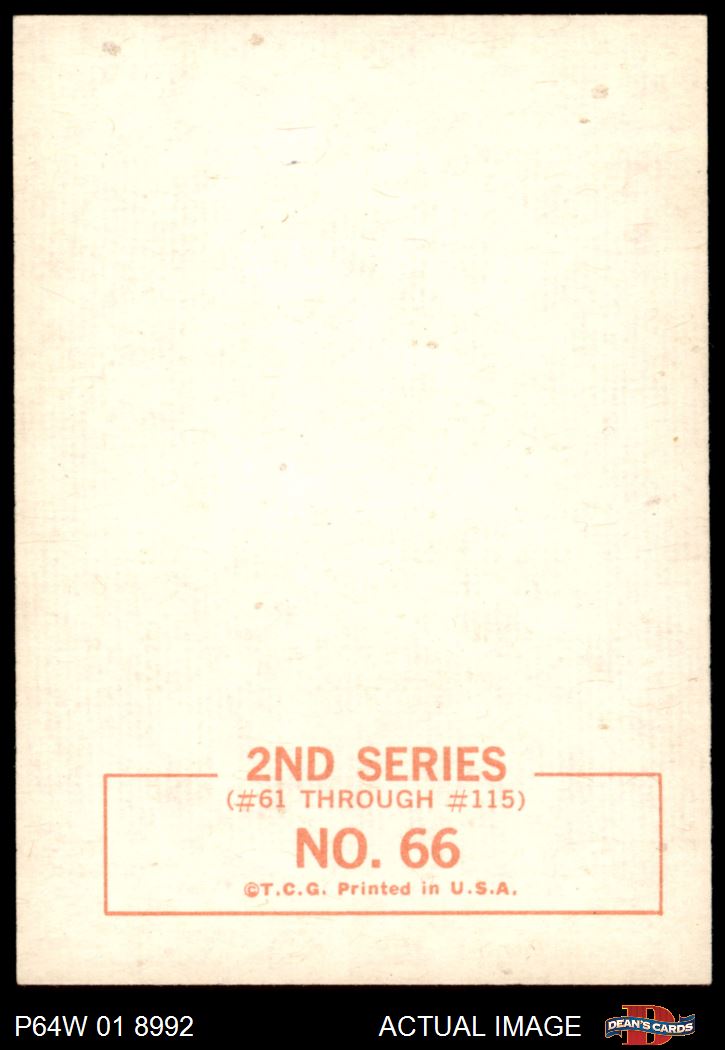 2ND SERIES
(#61 THROUGH #115)
NO. 66
©T.C.G. Printed in U.S.A.
P64W 01 8992
ACTUAL IMAGE
DEAN'S CARDS